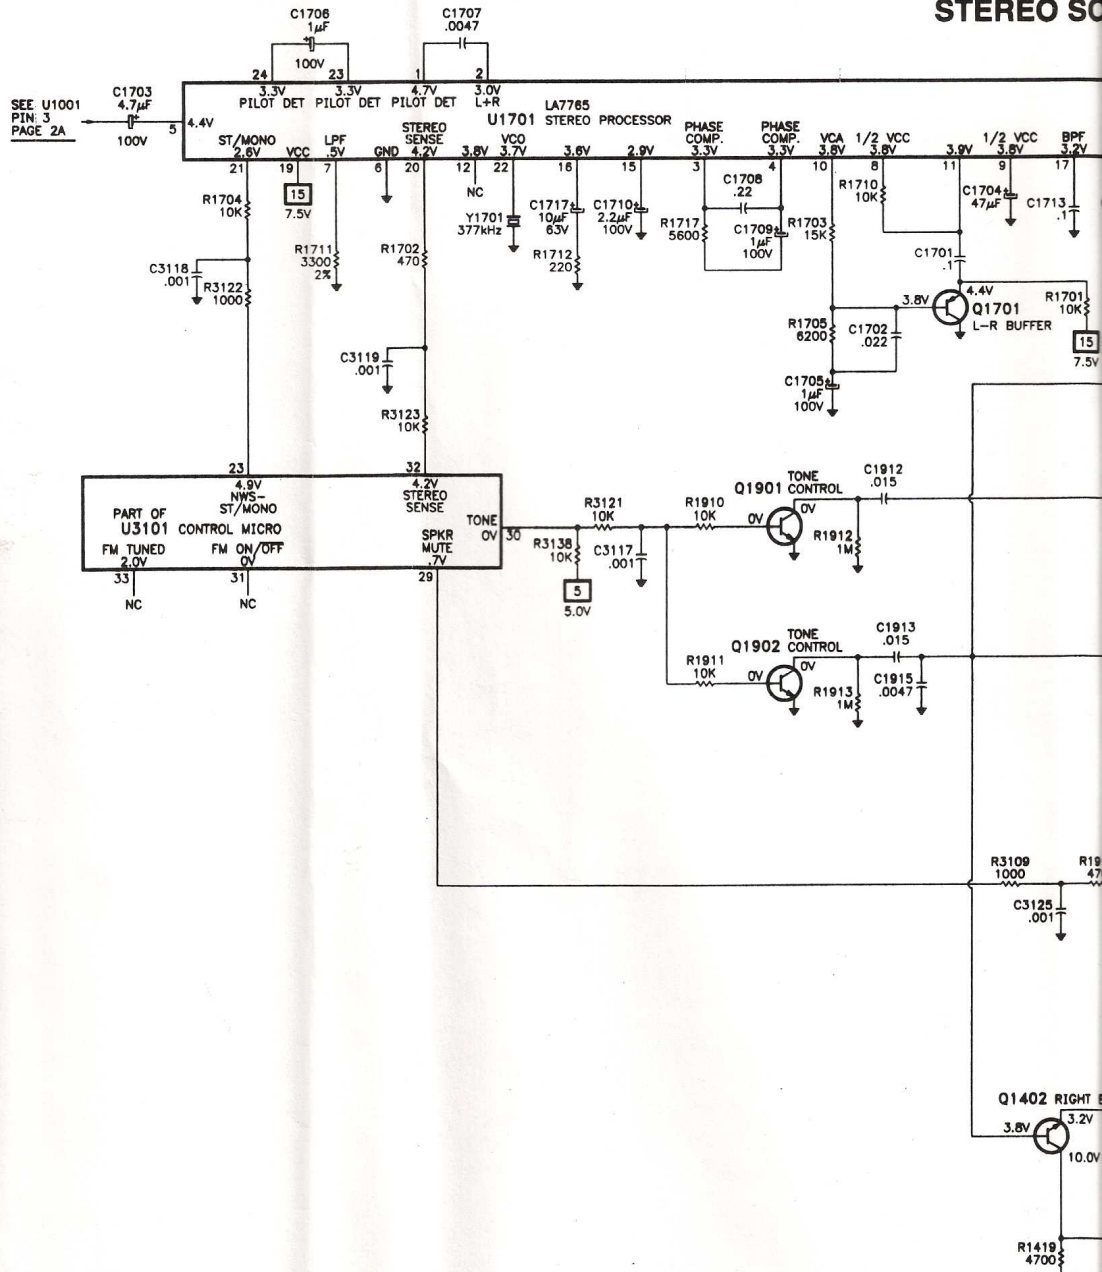 STEREO SC
C1706
1µF
100V
C1707
.0047
24
23
1
2
3.3V
PILOT DET
3.3V
PILOT DET
4.7V
PILOT DET
3.0V
L+R
SEE U1001
PIN 3
PAGE 2A
C1703
4.7µF
100V
5
4.4V
U1701
LA7765
STEREO PROCESSOR
ST/MONO
2.6V
21
VCC
19
LPF
.5V
7
GND
6
STEREO
SENSE
4.2V
20
3.8V
12
NC
VCO
3.7V
22
3.6V
16
2.9V
15
PHASE
COMP.
3.3V
3
PHASE
COMP.
3.3V
4
VCA
3.8V
10
1/2 VCC
3.8V
8
3.9V
11
1/2 VCC
3.8V
9
BPF
3.2V
17
R1704
10K
15
7.5V
R1711
3300
2%
R1702
470
Y1701
377kHz
C1717
10µF
63V
R1712
220
C1710
2.2µF
100V
C1708
.22
R1717
5600
C1709
1µF
100V
R1703
15K
R1710
10K
C1704
47µF
C1713
.1
C1701
.1
4.4V
3.8V
Q1701
L-R BUFFER
R1701
10K
15
7.5V
C3118
.001
R3122
1000
R1705
6200
C1702
.022
C1705
1µF
100V
C3119
.001
R3123
10K
23
4.9V
NWS-
ST/MONO
32
4.2V
STEREO
SENSE
PART OF
U3101 CONTROL MICRO
FM TUNED
2.0V
33
NC
FM ON/OFF
0V
31
NC
SPKR
MUTE
.7V
29
TONE
0V
30
R3138
10K
5
5.0V
R3121
10K
C3117
.001
R1910
10K
Q1901
TONE
CONTROL
0V
0V
R1912
1M
C1912
.015
R1911
10K
Q1902
TONE
CONTROL
0V
0V
R1913
1M
C1913
.015
C1915
.0047
R3109
1000
R19
47
C3125
.001
Q1402 RIGHT
3.8V
3.2V
10.0V
R1419
4700